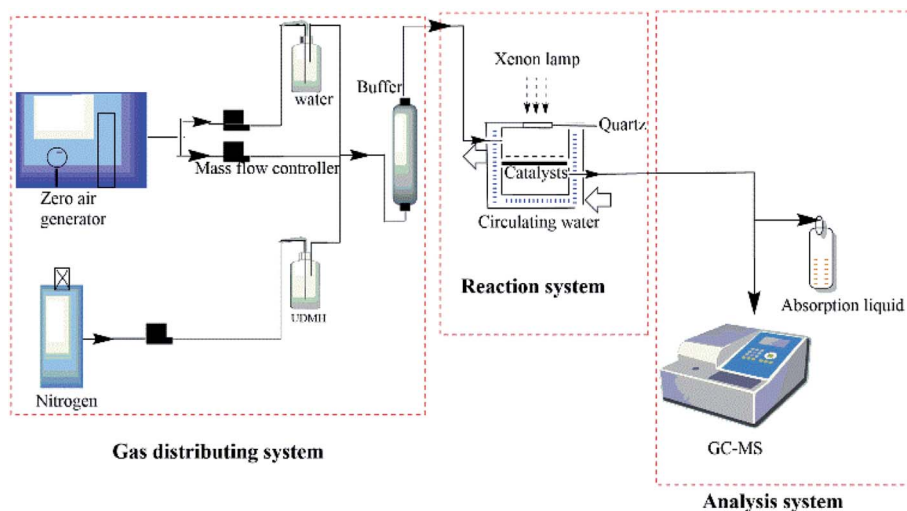 water
Buffer
Mass flow controller
Zero air
generator
UDMH
Nitrogen
Gas distributing system
Xenon lamp
Quartz
Catalysts
Circulating water
Reaction system
Absorption liquid
GC-MS
Analysis system